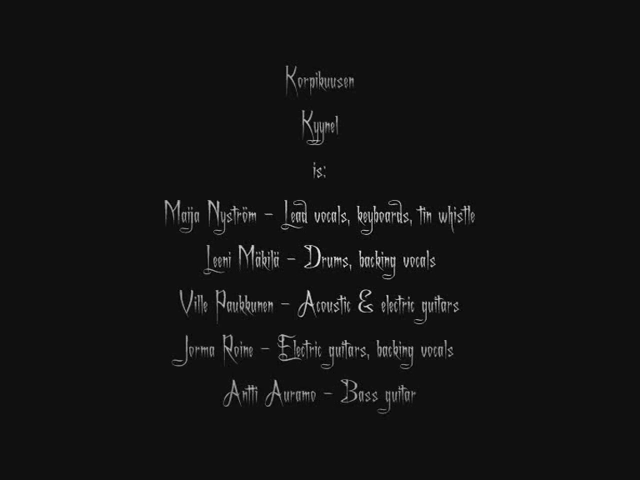 Korpikuusen
Kyynel
is:
Maija Nyström - Lead vocals, keyboards, tin whistle
Leeni Mäkilä - Drums, backing vocals
Ville Paukkunen - Acoustic & electric guitars
Jorma Roine - Electric guitars, backing vocals
Antti Auramo - Bass guitar